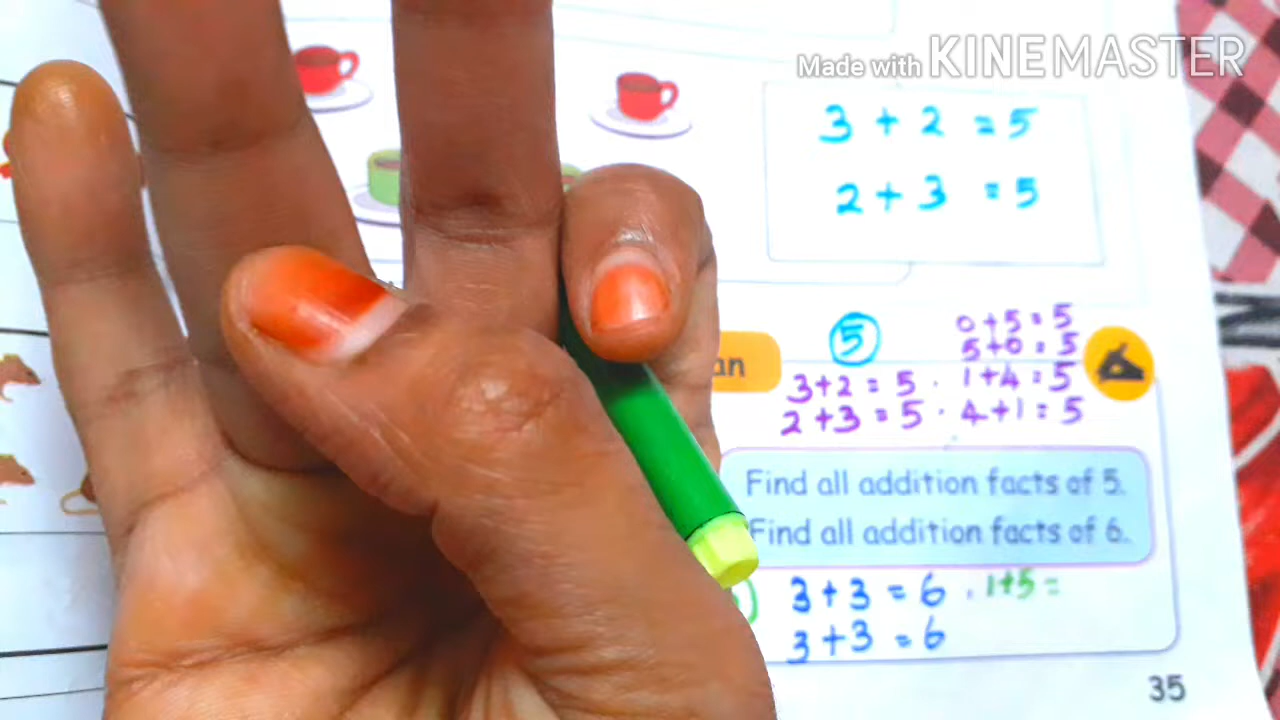 Made with KINEMASTER
3 + 2 = 5
2 + 3 = 5
5
0+5=5
5+0=5
3+2=5. 1+4=5
2+3=5. 4+1=5
Find all addition facts of 5.
Find all addition facts of 6.
3+3=6. 1+5=
3+3=6
35